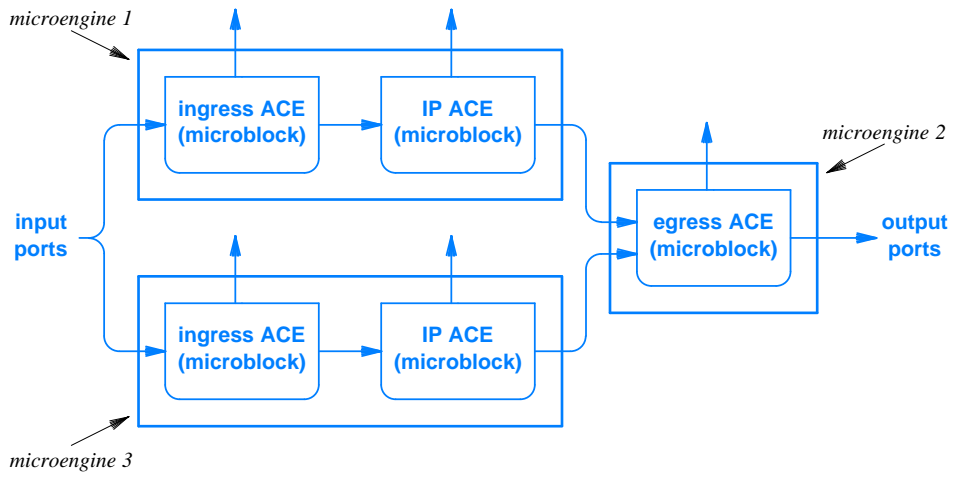 microengine 1
ingress ACE
(microblock)
IP ACE
(microblock)
microengine 2
input
ports
egress ACE
(microblock)
output
ports
ingress ACE
(microblock)
IP ACE
(microblock)
microengine 3